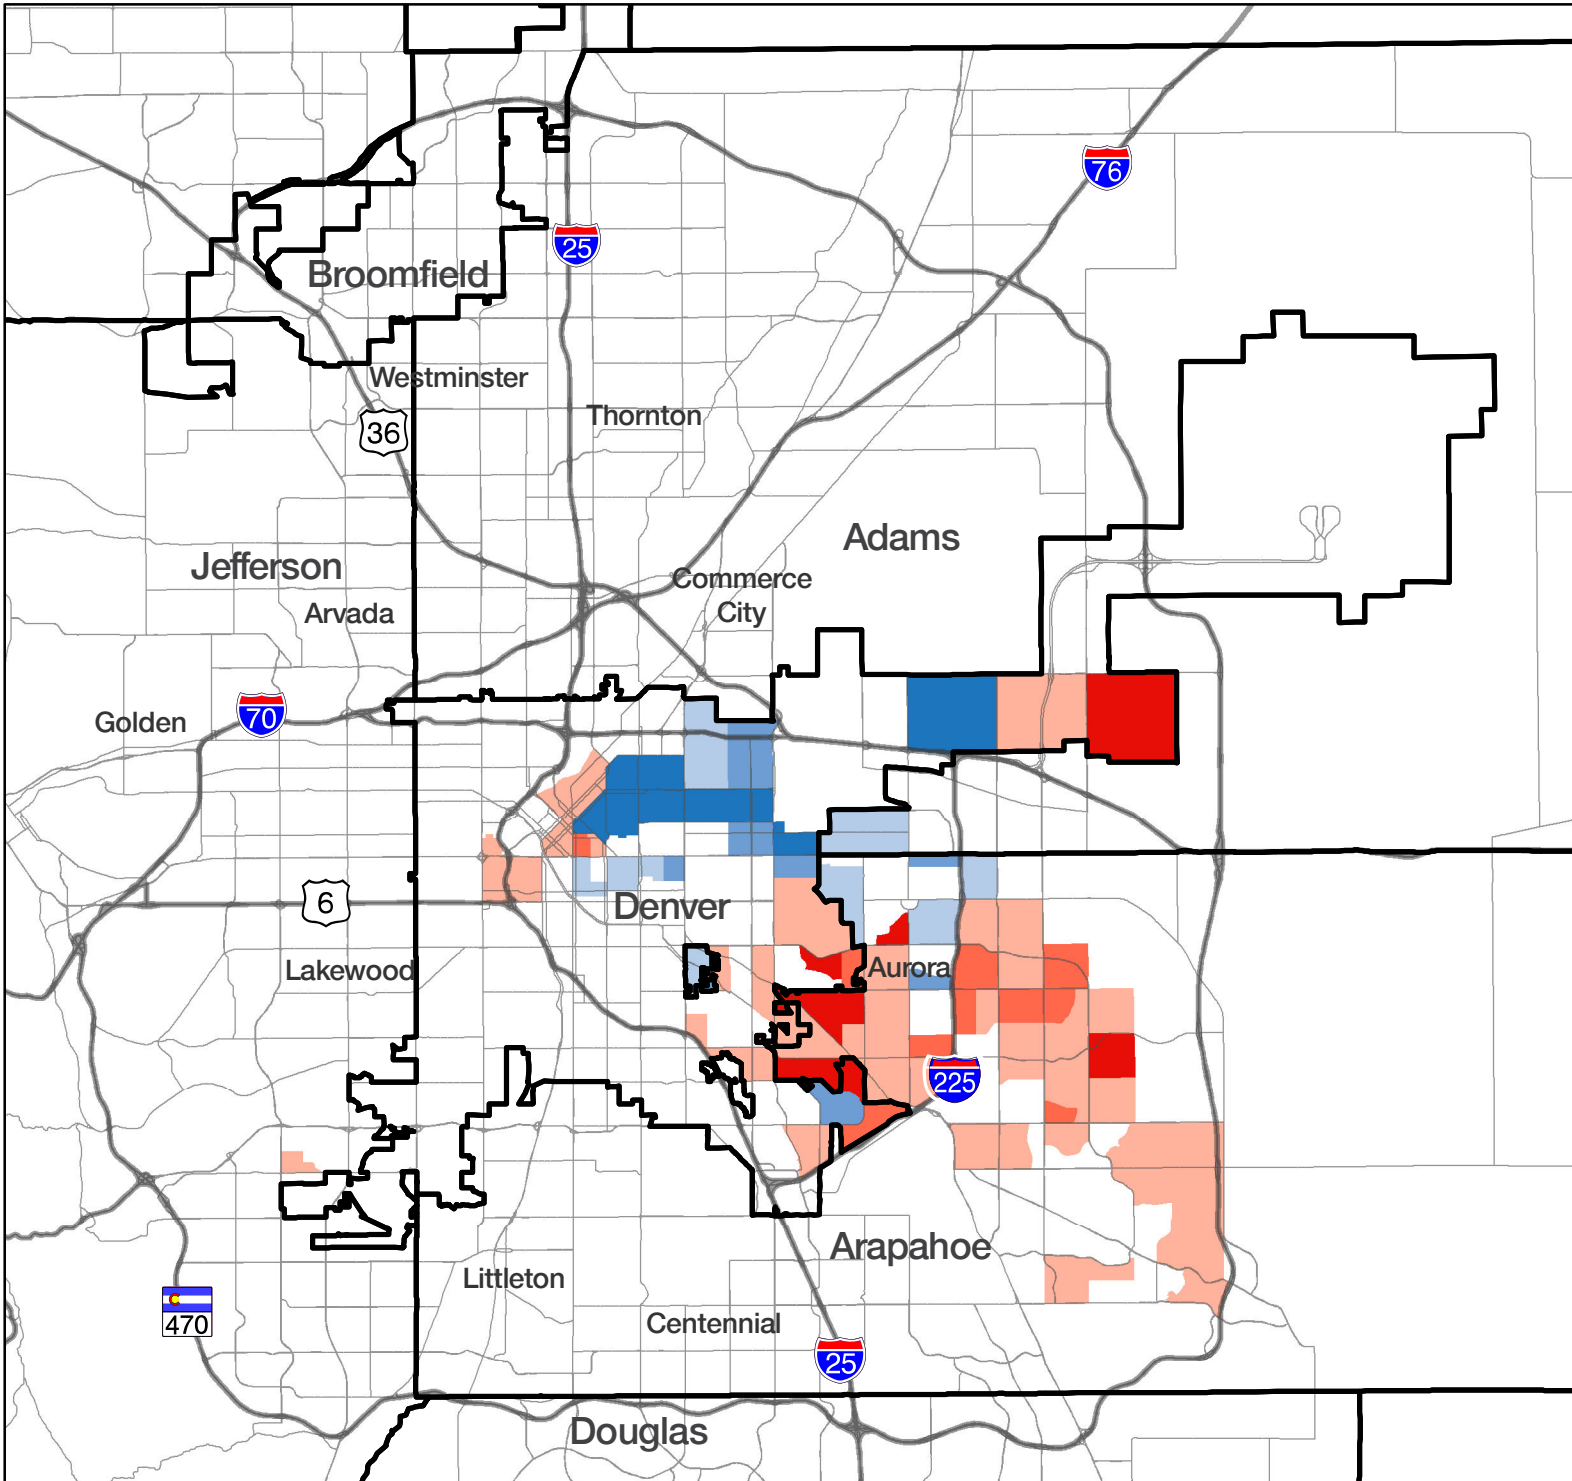 76
25
Broomfield
Westminster
Thornton
36
Adams
Jefferson
Commerce
City
Arvada
70
Golden
6
Denver
Lakewood
Aurora
225
Arapahoe
Littleton
470
Centennial
25
Douglas